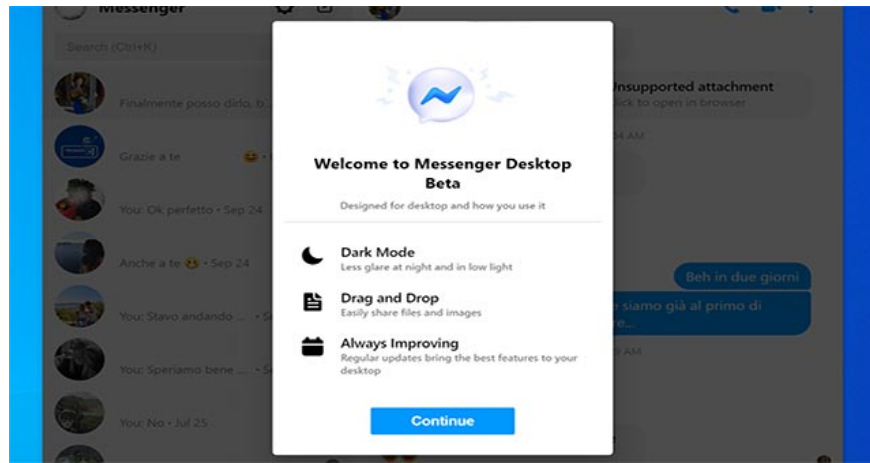 Messenger
Search (Ctrl+K)
Finalmente posso dirlo, b...
Grazie a te 😀 •
You: Ok perfetto • Sep 24
Anche a te 😀 • Sep 24
You: Stavo andando ... • S
You: Speriamo bene ... • S
You: No • Jul 25
Unsupported attachment
Click to open in browser
AM
Beh in due giorni
siamo già al primo di
re...
AM
Welcome to Messenger Desktop
Beta
Designed for desktop and how you use it
Dark Mode
Less glare at night and in low light
Drag and Drop
Easily share files and images
Always Improving
Regular updates bring the best features to your
desktop
Continue